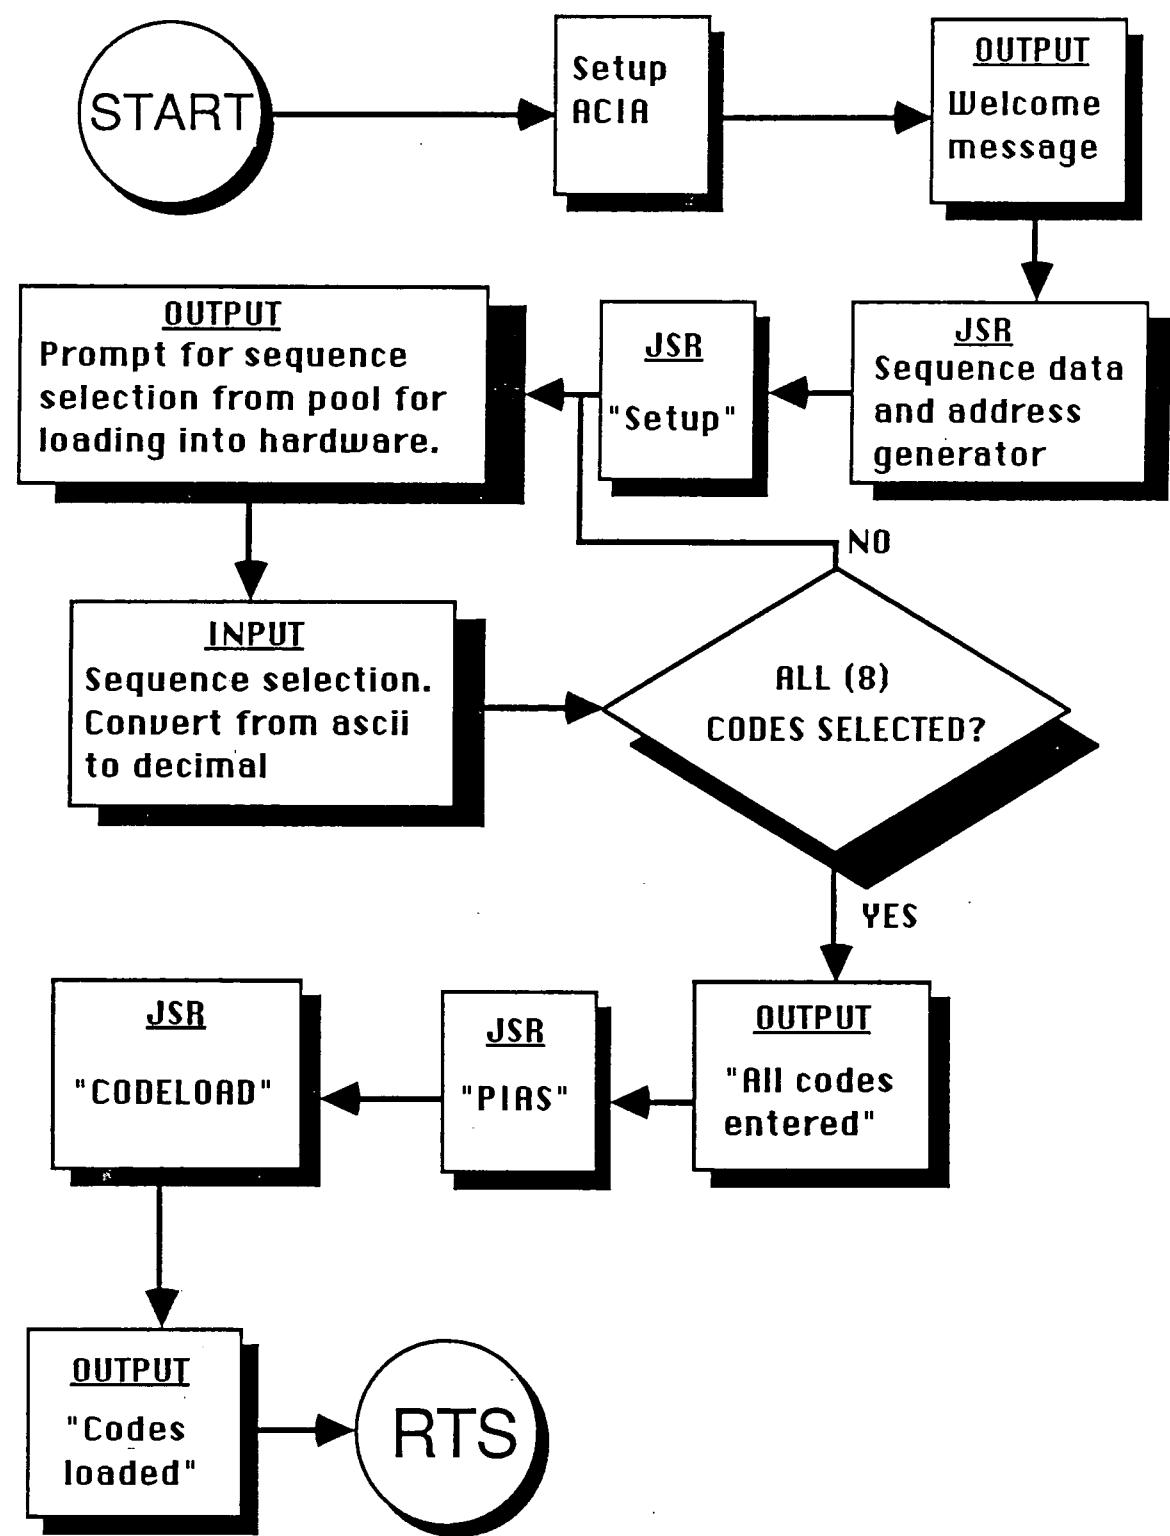 START
Setup
ACIA
OUTPUT
Welcome
message
JSR
Sequence data
and address
generator
JSR
"Setup"
OUTPUT
Prompt for sequence
selection from pool for
loading into hardware.
INPUT
Sequence selection.
Convert from ascii
to decimal
NO
ALL (8)
CODES SELECTED?
YES
OUTPUT
"All codes
entered"
JSR
"PIAS"
JSR
"CODELOAD"
OUTPUT
"Codes
loaded"
RTS